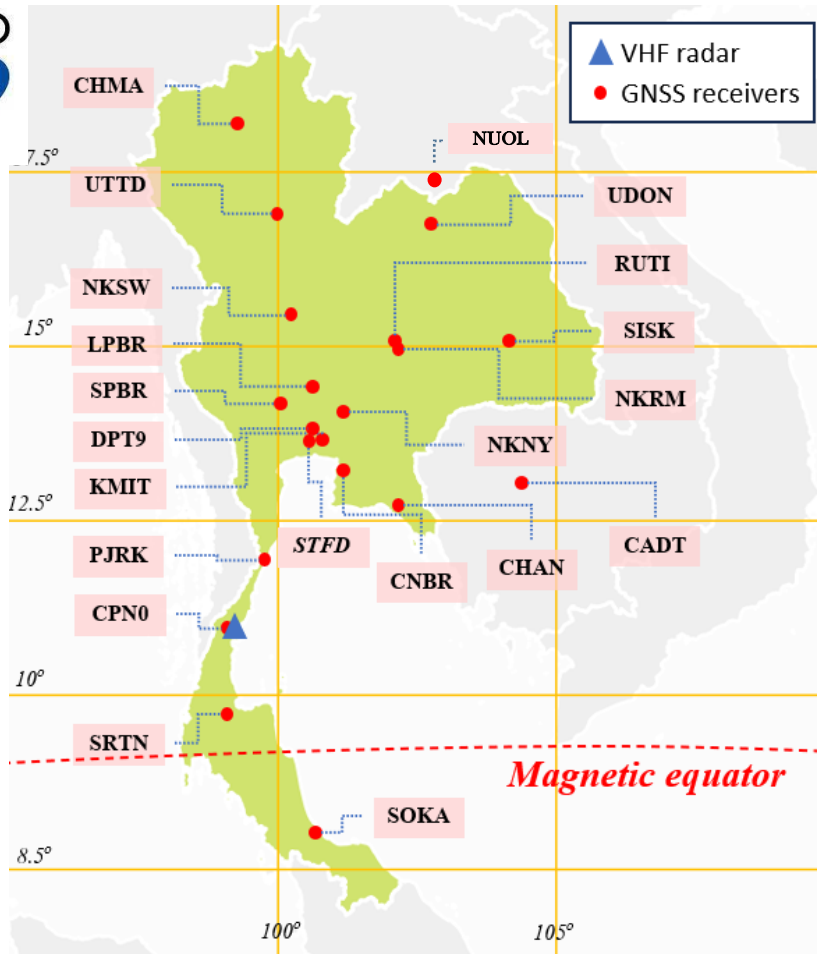 VHF radar
GNSS receivers
CHMA
NUOL
7.5°
UTTD
UDON
RUTI
NKSW
15°
SISK
LPBR
SPBR
NKRM
DPT9
NKNY
KMIT
12.5°
STFD
PJRK
CADT
CHAN
CNBR
CPN0
10°
SRTN
Magnetic equator
SOKA
8.5°
100°
105°